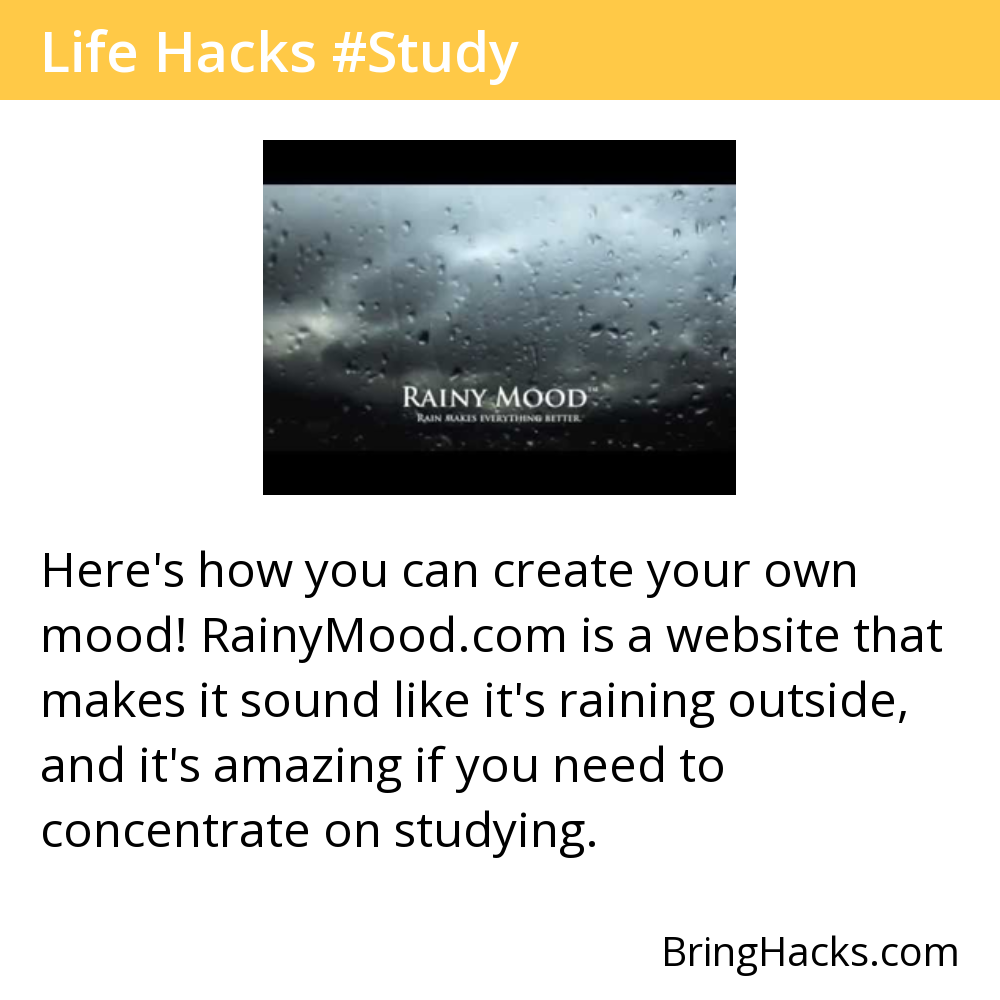 Life Hacks #Study
RAINY MOOD™
RAIN MAKES EVERYTHING BETTER.
Here's how you can create your own
mood! RainyMood.com is a website that
makes it sound like it's raining outside,
and it's amazing if you need to
concentrate on studying.
BringHacks.com